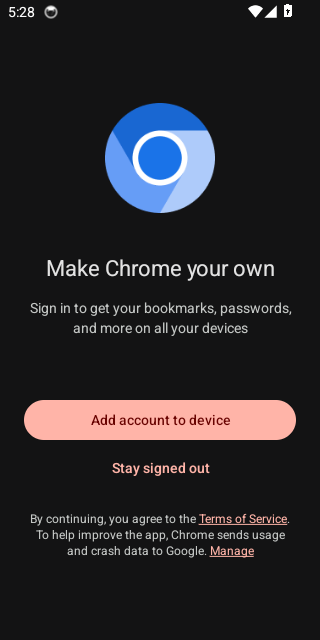 5:28
Make Chrome your own
Sign in to get your bookmarks, passwords,
and more on all your devices
Add account to device
Stay signed out
By continuing, you agree to the Terms of Service.
To help improve the app, Chrome sends usage
and crash data to Google. Manage